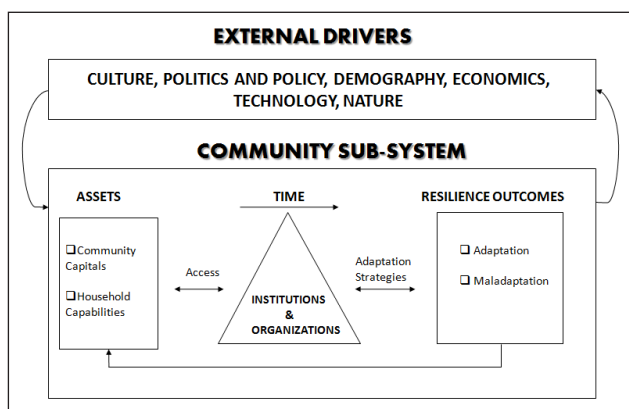 EXTERNAL DRIVERS
CULTURE, POLITICS AND POLICY, DEMOGRAPHY, ECONOMICS,
TECHNOLOGY, NATURE
COMMUNITY SUB-SYSTEM
ASSETS
TIME
RESILIENCE OUTCOMES
Community
Capitals
Household
Capabilities
Access
INSTITUTIONS
&
ORGANIZATIONS
Adaptation
Strategies
Adaptation
Maladaptation